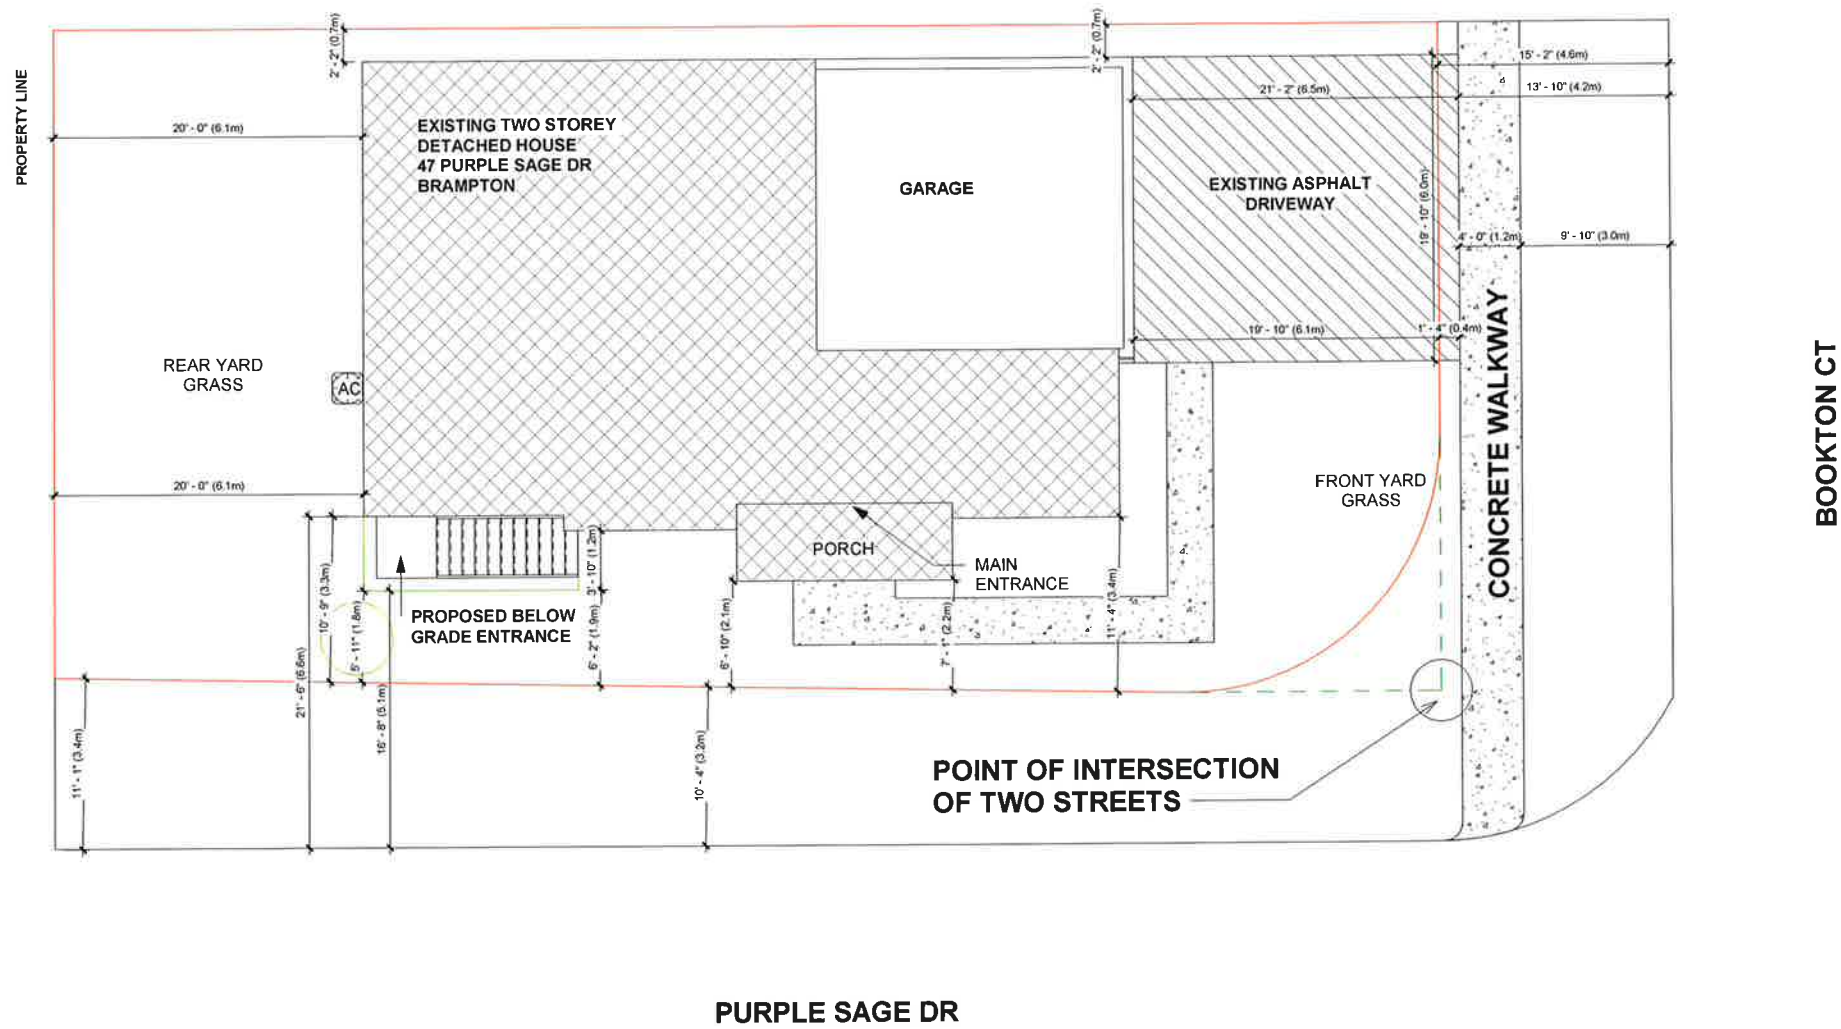 PROPERTY LINE
2' - 2" (0.7m)
2' - 2" (0.7m)
15' - 2" (4.6m)
21' - 2" (6.5m)
13' - 10" (4.2m)
20' - 0" (6.1m)
EXISTING TWO STOREY
DETACHED HOUSE
47 PURPLE SAGE DR
BRAMPTON
GARAGE
EXISTING ASPHALT
DRIVEWAY
19' - 10" (6.0m)
4' - 0" (1.2m)
9' - 10" (3.0m)
19' - 10" (6.1m)
1' - 4" (0.4m)
REAR YARD
GRASS
AC
20' - 0" (6.1m)
FRONT YARD
GRASS
CONCRETE WALKWAY
BOOKTON CT
PORCH
MAIN
ENTRANCE
PROPOSED BELOW
GRADE ENTRANCE
10' - 9" (3.3m)
5' - 11" (1.8m)
21' - 6" (6.6m)
16' - 8" (5.1m)
3' - 10" (1.2m)
6' - 2" (1.9m)
6' - 10" (2.1m)
7' - 1" (2.2m)
11' - 4" (3.4m)
11' - 1" (3.4m)
10' - 4" (3.2m)
POINT OF INTERSECTION
OF TWO STREETS
PURPLE SAGE DR